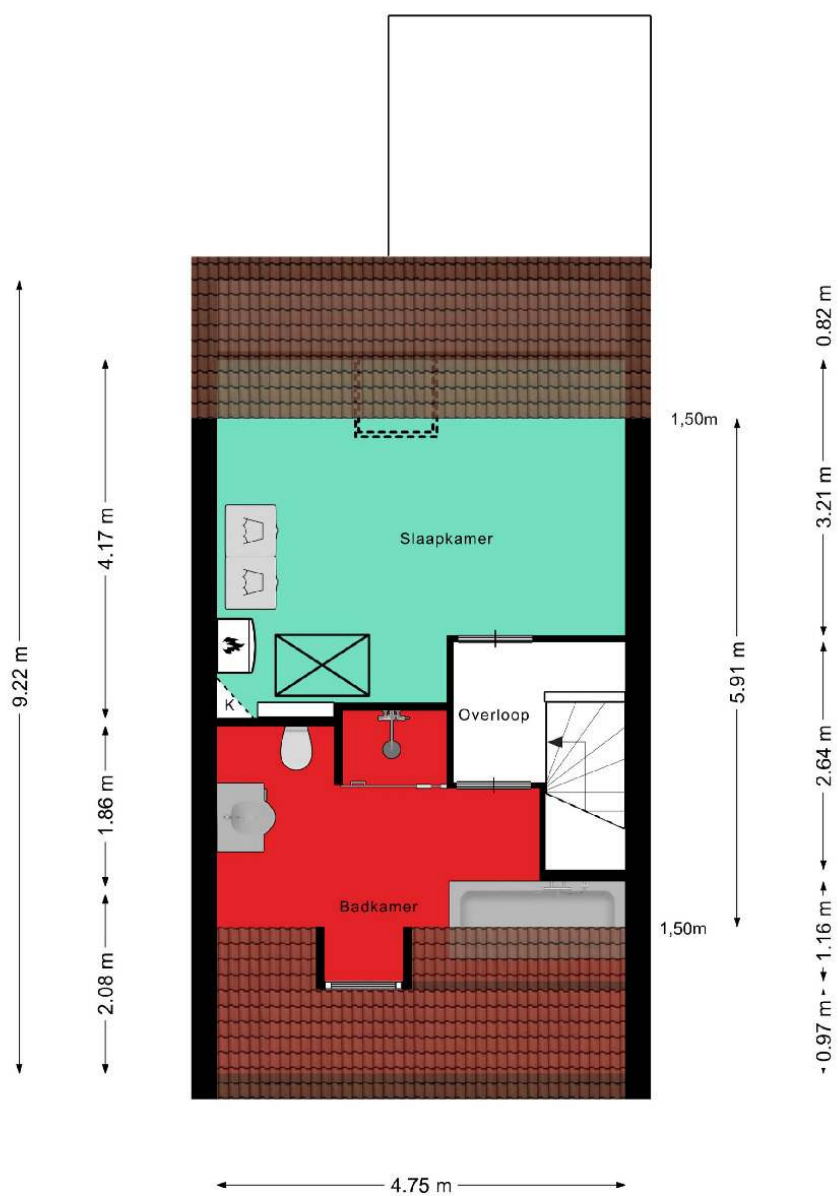 0.82 m
1,50m
Slaapkamer
4.17 m
3.21 m
9.22 m
5.91 m
K
Overloop
2.64 m
1.86 m
Badkamer
1,50m
1.16 m
2.08 m
0.97 m
4.75 m